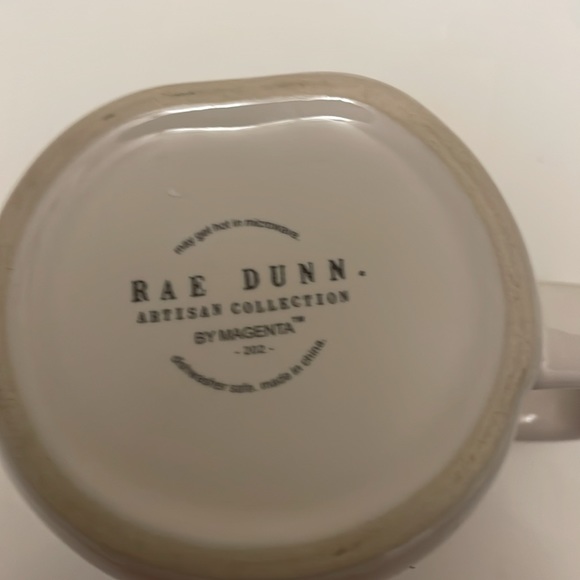 may get hot in microwave.
RAE DUNN.
ARTISAN COLLECTION
BY MAGENTA™
- 202 -
dishwasher safe. made in china.